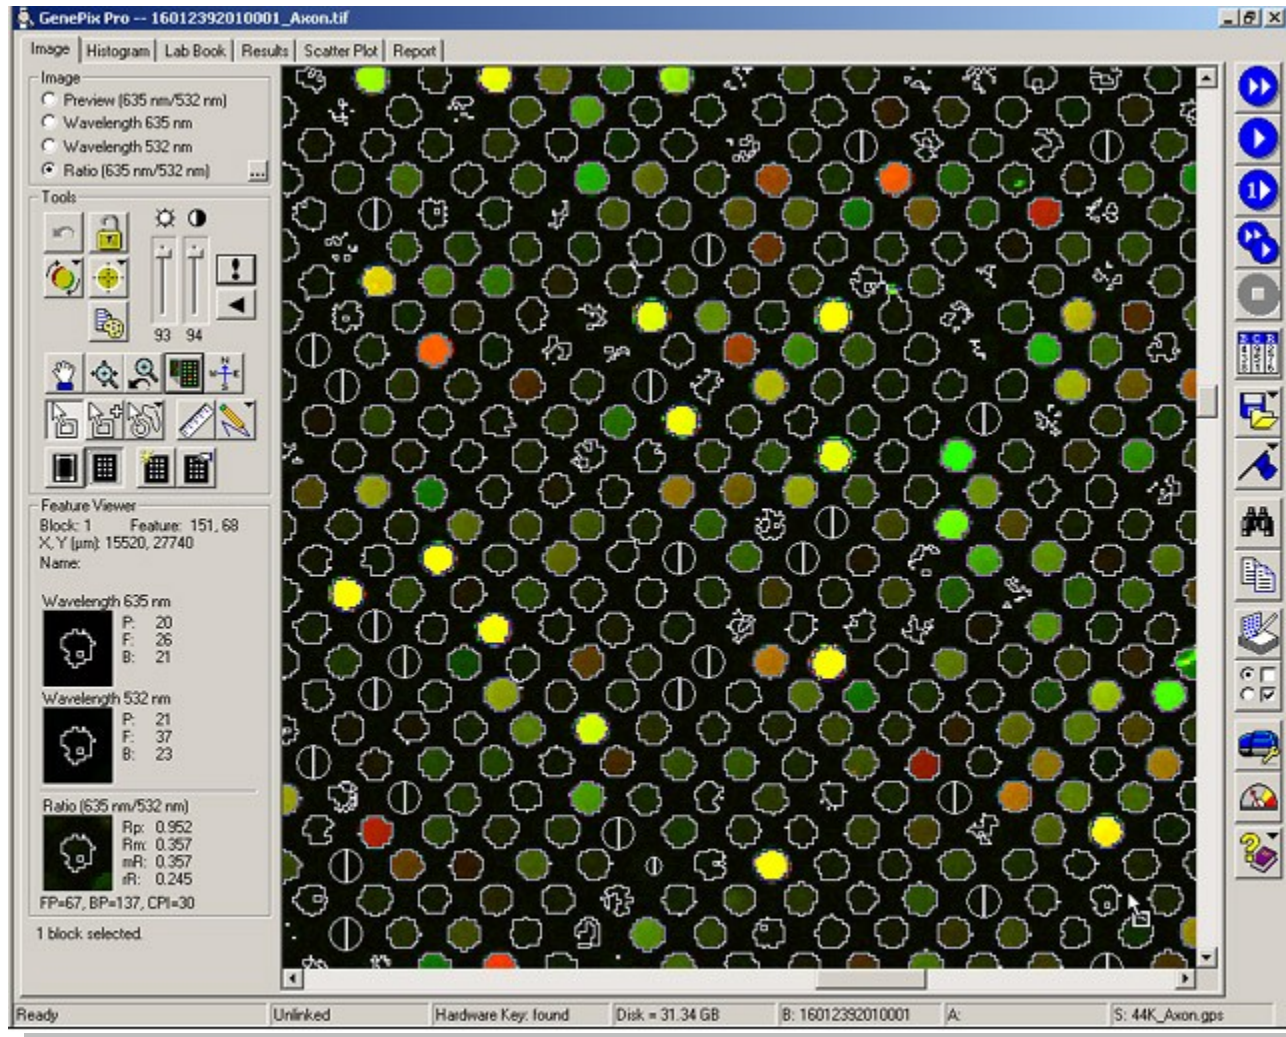 GenePix Pro -- 16012392010001_Axon.tif
Image Histogram Lab Book Results Scatter Plot Report
Image
Preview (635 nm/532 nm)
Wavelength 635 nm
Wavelength 532 nm
Ratio (635 nm/532 nm)
...
Tools
93 94
Feature Viewer
Block: 1 Feature: 151, 68
X, Y (µm): 15520, 27740
Name:
Wavelength 635 nm
P: 20
F: 26
B: 21
Wavelength 532 nm
P: 21
F: 37
B: 23
Ratio (635 nm/532 nm)
Rp: 0.952
Rm: 0.357
mR: 0.357
rR: 0.245
FP=67, BP=137, CPI=30
1 block selected.
Ready Unlinked Hardware Key: found Disk = 31.34 GB B: 16012392010001 A: S: 44K_Axon.gps